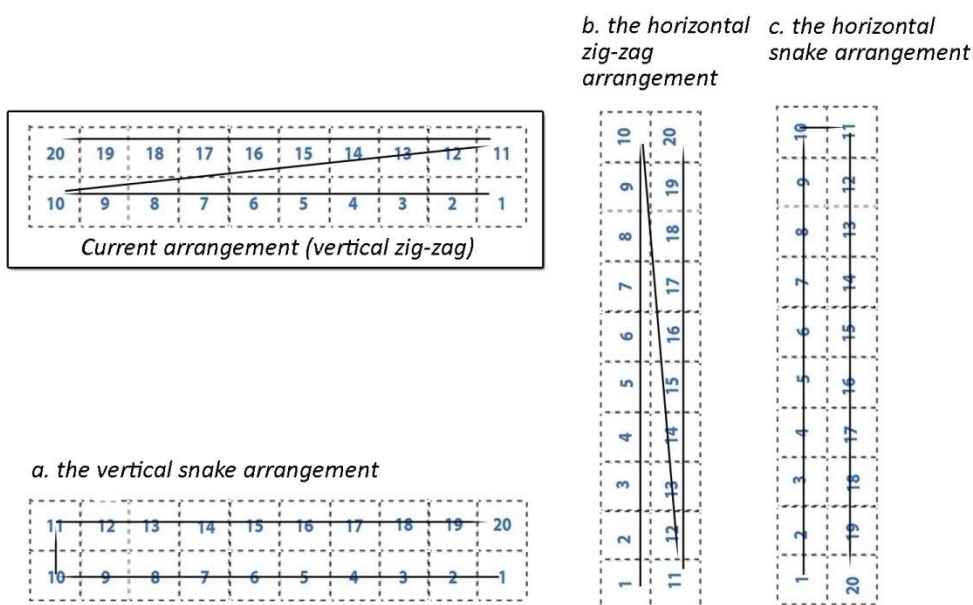 b. the horizontal
zig-zag
arrangement
c. the horizontal
snake arrangement
20 19 18 17 16 15 14 13 12 11
10 9 8 7 6 5 4 3 2 1
Current arrangement (vertical zig-zag)
10 20
9 19
8 18
7 17
6 16
5 15
4 14
3 13
2 12
1 11
10 11
9 12
8 13
7 14
6 15
5 16
4 17
3 18
2 19
1 20
a. the vertical snake arrangement
11 12 13 14 15 16 17 18 19 20
10 9 8 7 6 5 4 3 2 1